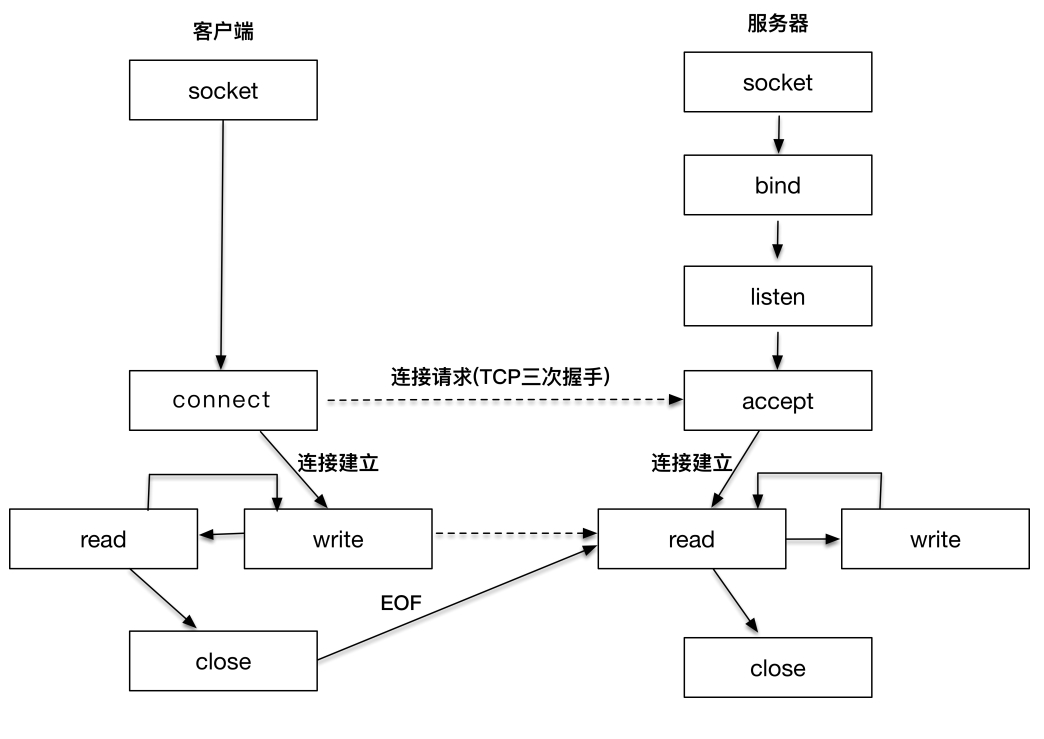 客户端
服务器
socket
socket
bind
listen
connect
连接请求(TCP三次握手)
accept
连接建立
连接建立
read
write
read
write
EOF
close
close